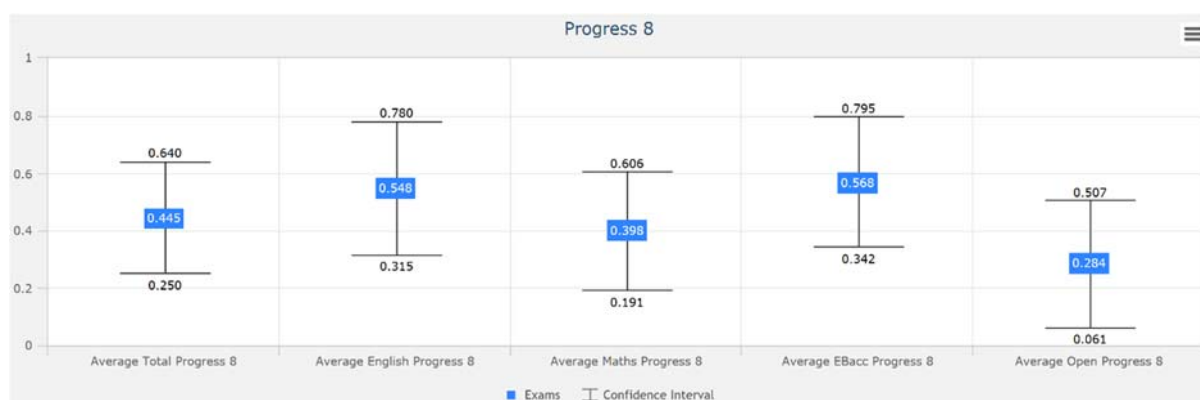 Progress 8
1
0.8
0.6
0.4
0.2
0
0.640
0.445
0.250
0.780
0.548
0.315
0.606
0.398
0.191
0.795
0.568
0.342
0.507
0.284
0.061
Average Total Progress 8
Average English Progress 8
Average Maths Progress 8
Average EBacc Progress 8
Average Open Progress 8
Exams
Confidence Interval